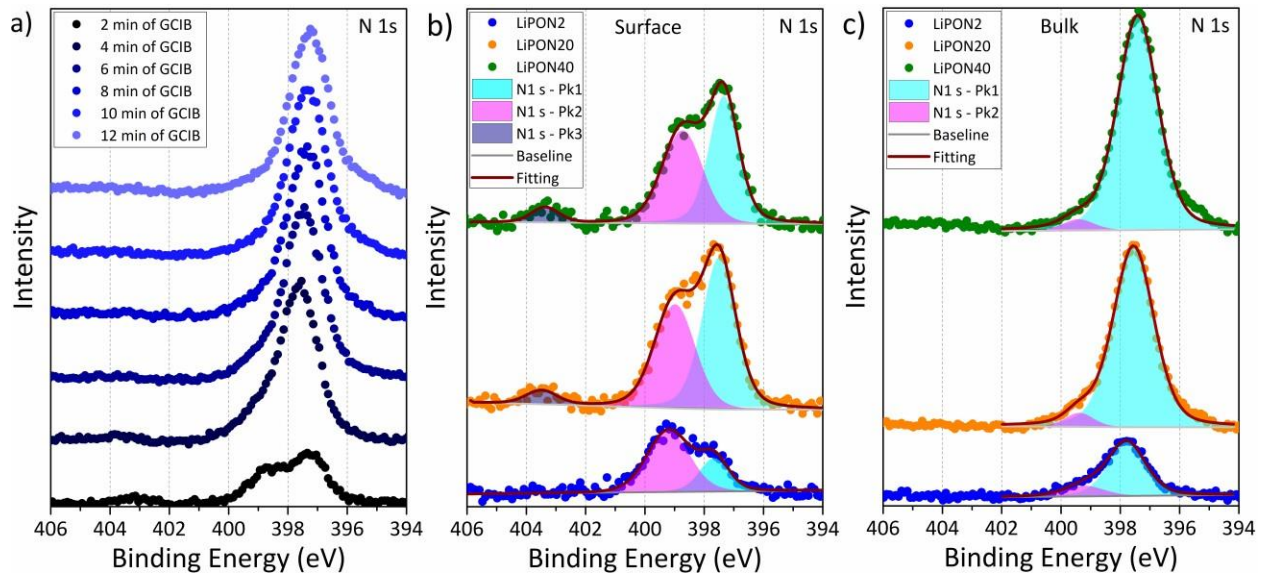 a)
N 1s
2 min of GCIB
4 min of GCIB
6 min of GCIB
8 min of GCIB
10 min of GCIB
12 min of GCIB
Intensity
406 404 402 400 398 396 394
Binding Energy (eV)
b)
LiPON2
LiPON20
LiPON40
N1 s - Pk1
N1 s - Pk2
N1 s - Pk3
Baseline
Fitting
Surface
N 1s
Intensity
406 404 402 400 398 396 394
Binding Energy (eV)
c)
LiPON2
LiPON20
LiPON40
N1 s - Pk1
N1 s - Pk2
Baseline
Fitting
Bulk
N 1s
Intensity
406 404 402 400 398 396 394
Binding Energy (eV)